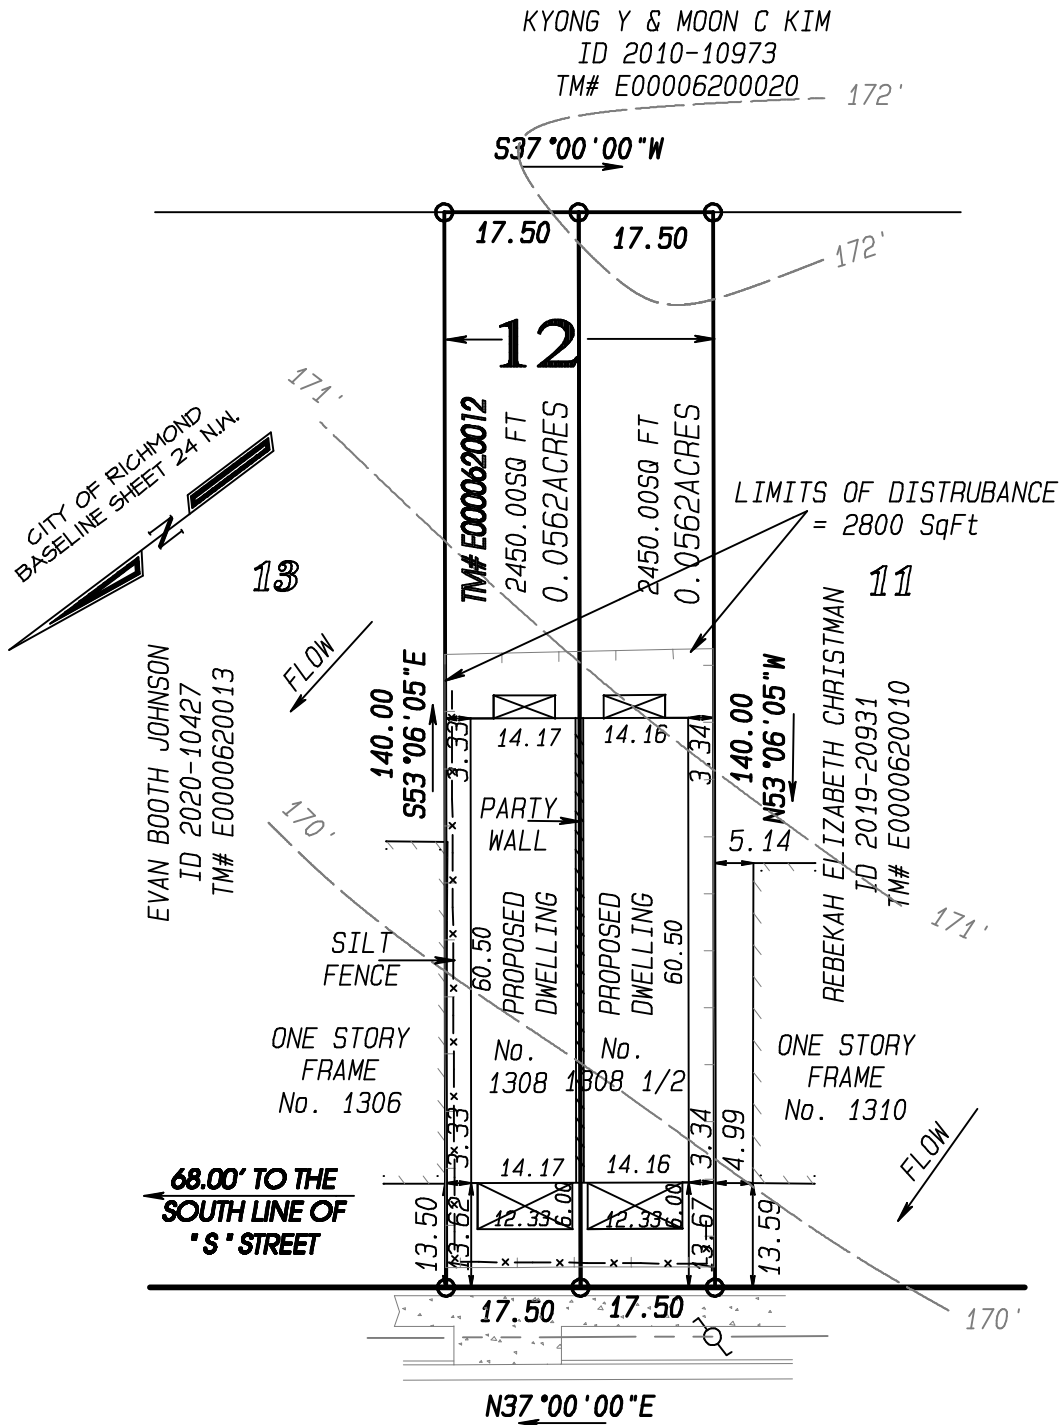 KYONG Y & MOON C KIM
ID 2010-10973
TM# E00006200020
172'
S37°00'00"W
17.50
17.50
172'
12
171'
CITY OF RICHMOND
BASELINE SHEET 24 N.W.
N
TM# E0000620012
2450.00SQ FT
0.0562ACRES
2450.00SQ FT
0.0562ACRES
LIMITS OF DISTRUBANCE
= 2800 SqFt
13
11
FLOW
EVAN BOOTH JOHNSON
ID 2020-10427
TM# E0000620013
140.00
S53°06'05"E
3.33
14.17
14.16
3.34
140.00
N53°06'05"W
REBEKAH ELIZABETH CHRISTMAN
ID 2019-20931
TM# E0000620010
170'
PARTY
WALL
5.14
171'
SILT
FENCE
60.50
PROPOSED
DWELLING
PROPOSED
DWELLING
60.50
ONE STORY
FRAME
No. 1306
No.
1308
No.
1308 1/2
ONE STORY
FRAME
No. 1310
3.33
14.17
14.16
3.34
4.99
FLOW
68.00' TO THE
SOUTH LINE OF
'S' STREET
13.50
13.62
12.33
6.00
12.33
6.00
13.67
13.59
17.50
17.50
170'
N37°00'00"E